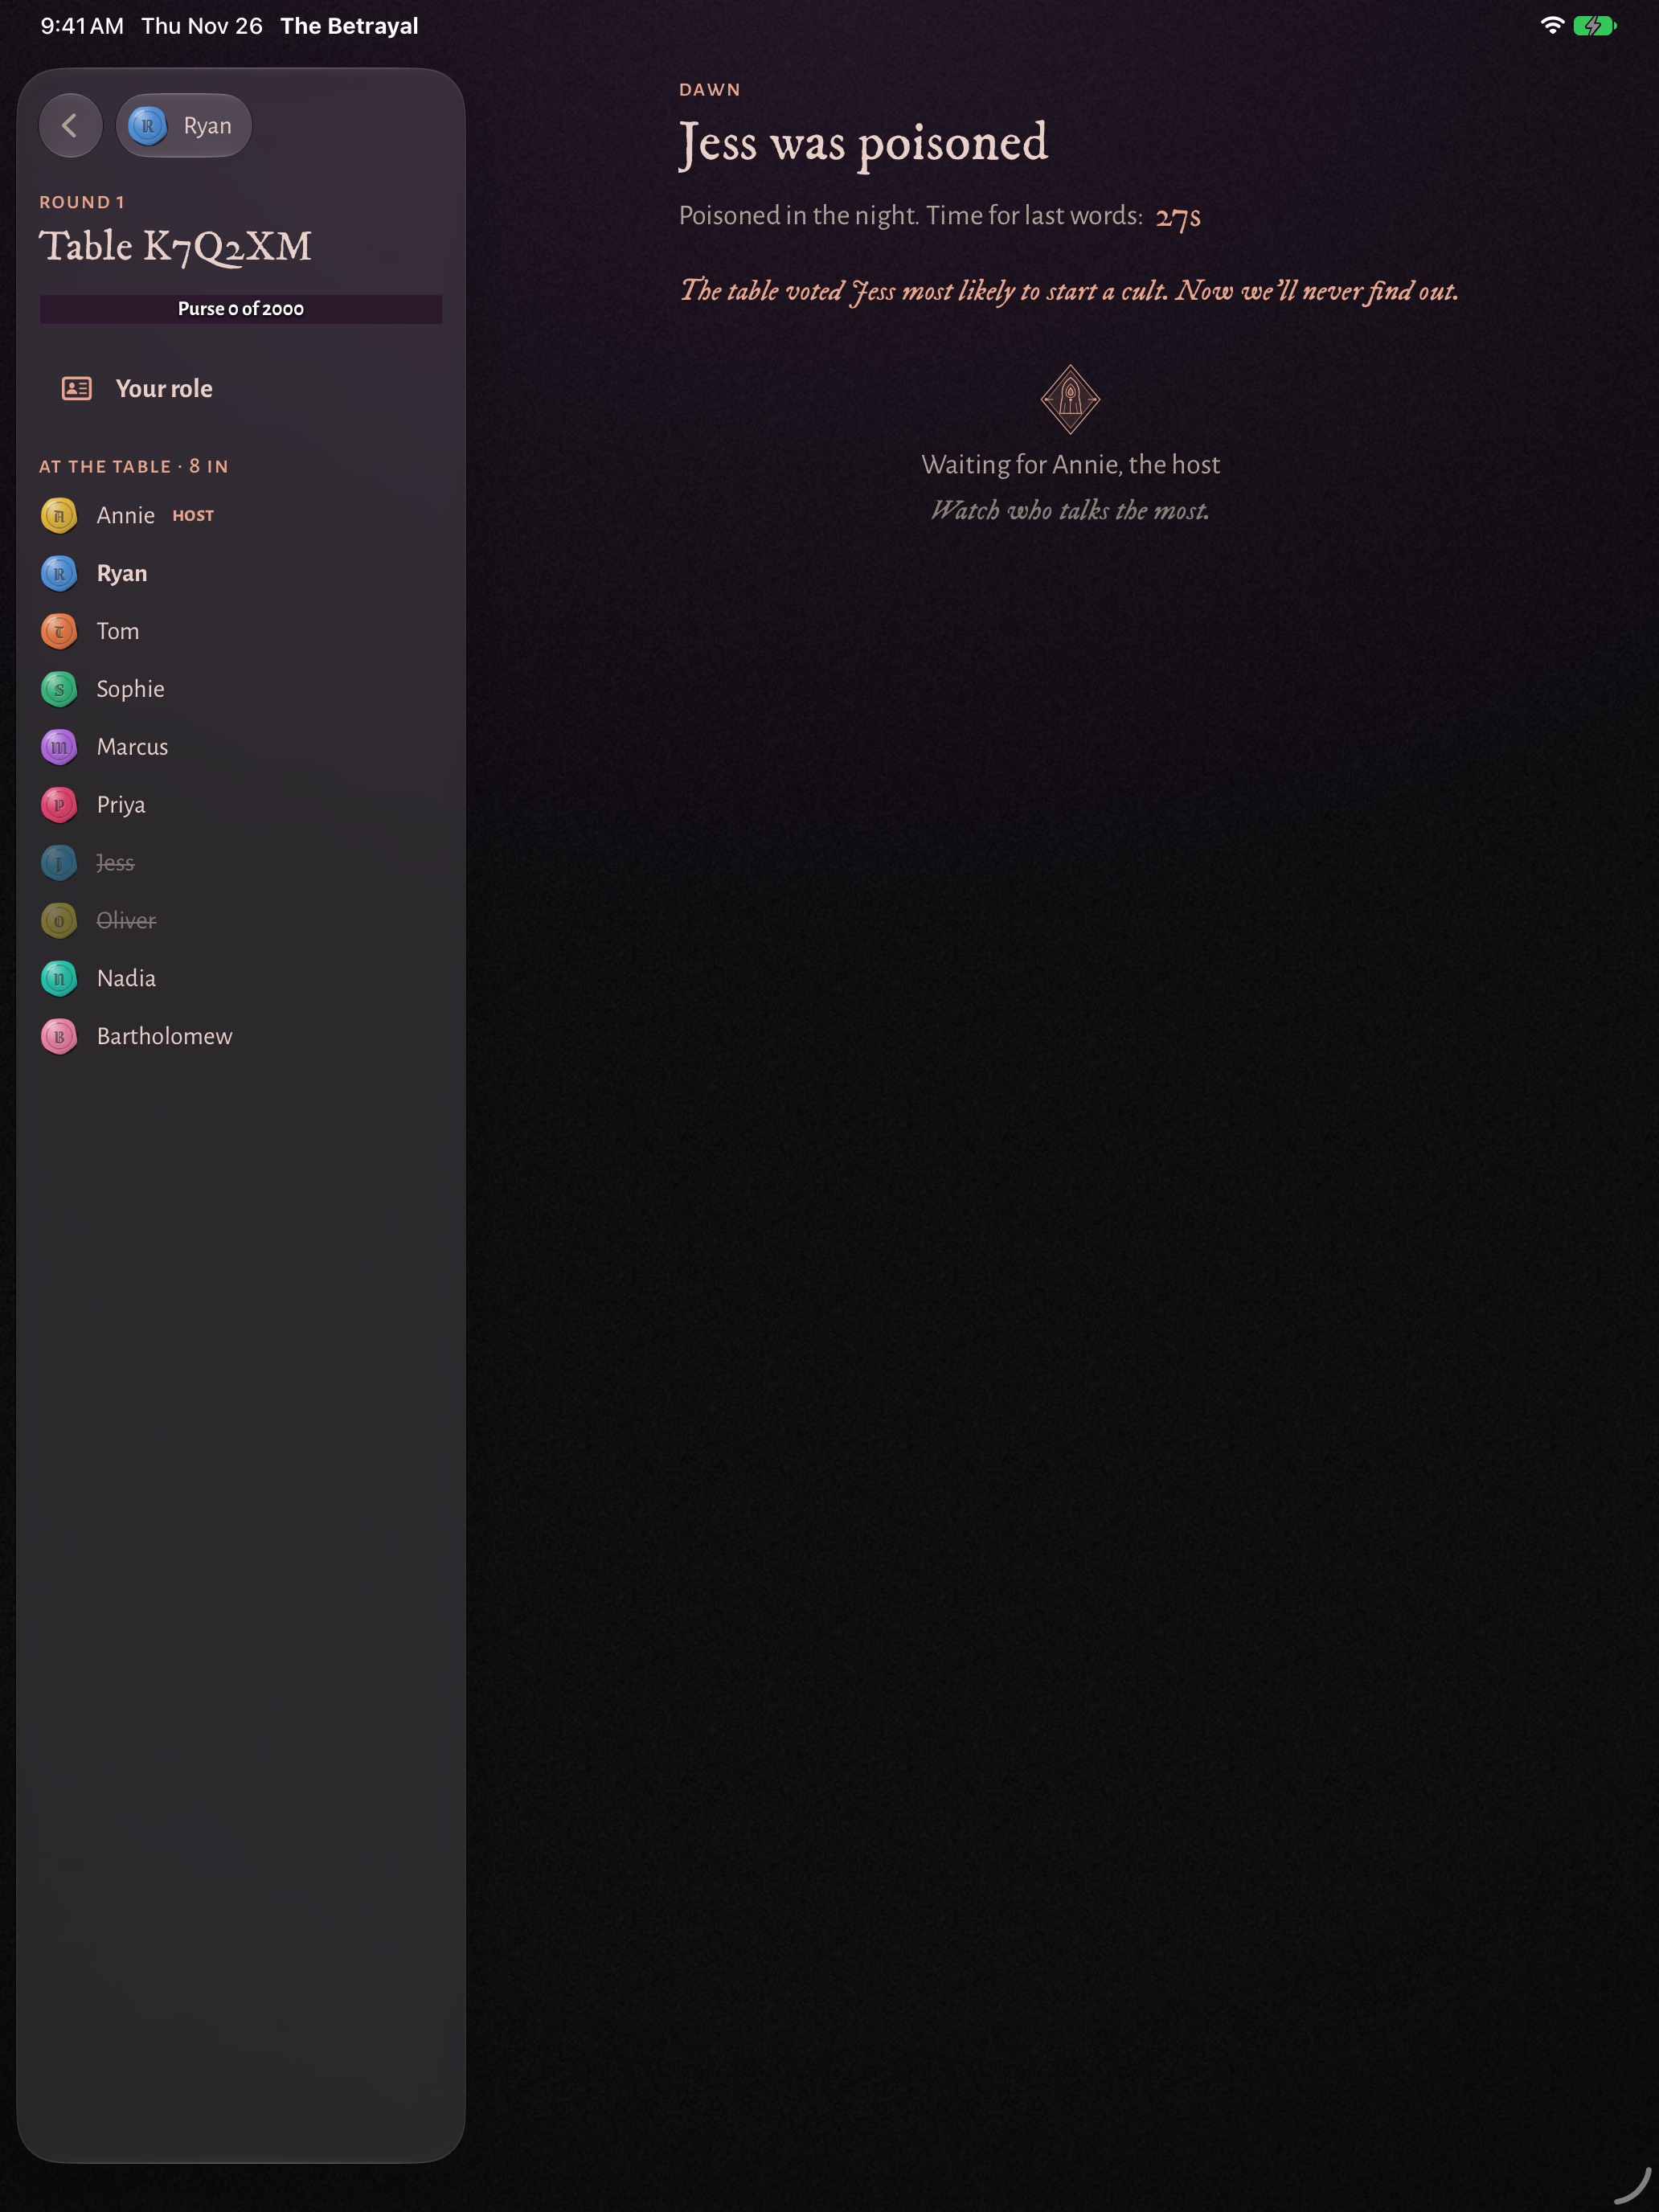 9:41 AM Thu Nov 26 The Betrayal
R Ryan
ROUND 1
Table K7Q2XM
Purse 0 of 2000
Your role
AT THE TABLE · 8 IN
A Annie HOST
R Ryan
T Tom
S Sophie
M Marcus
P Priya
J Jess
O Oliver
N Nadia
B Bartholomew
DAWN
Jess was poisoned
Poisoned in the night. Time for last words: 27s
The table voted Jess most likely to start a cult. Now we’ll never find out.
Waiting for Annie, the host
Watch who talks the most.